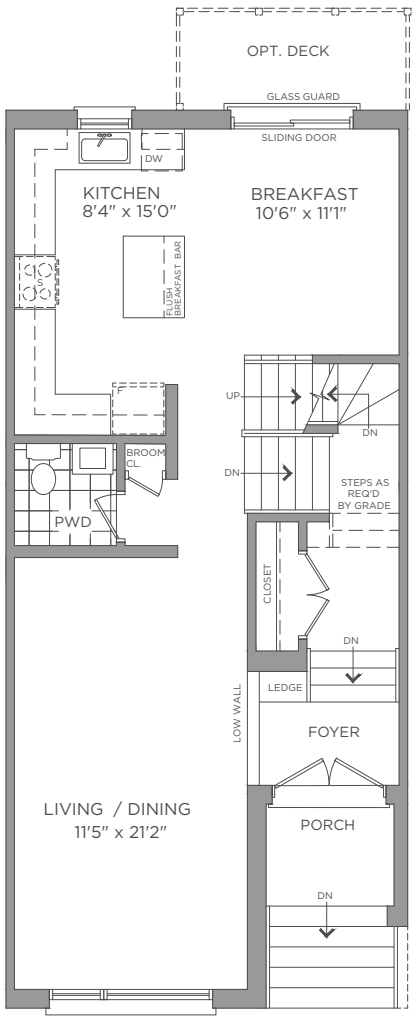 OPT. DECK
GLASS GUARD
SLIDING DOOR
DW
KITCHEN
8'4" x 15'0"
BREAKFAST
10'6" x 11'1"
S
FLUSH
BREAKFAST BAR
F
UP
DN
BROOM
CL.
DN
PWD
STEPS AS
REQ'D
BY GRADE
CLOSET
DN
LEDGE
LOW WALL
FOYER
LIVING / DINING
11'5" x 21'2"
PORCH
DN